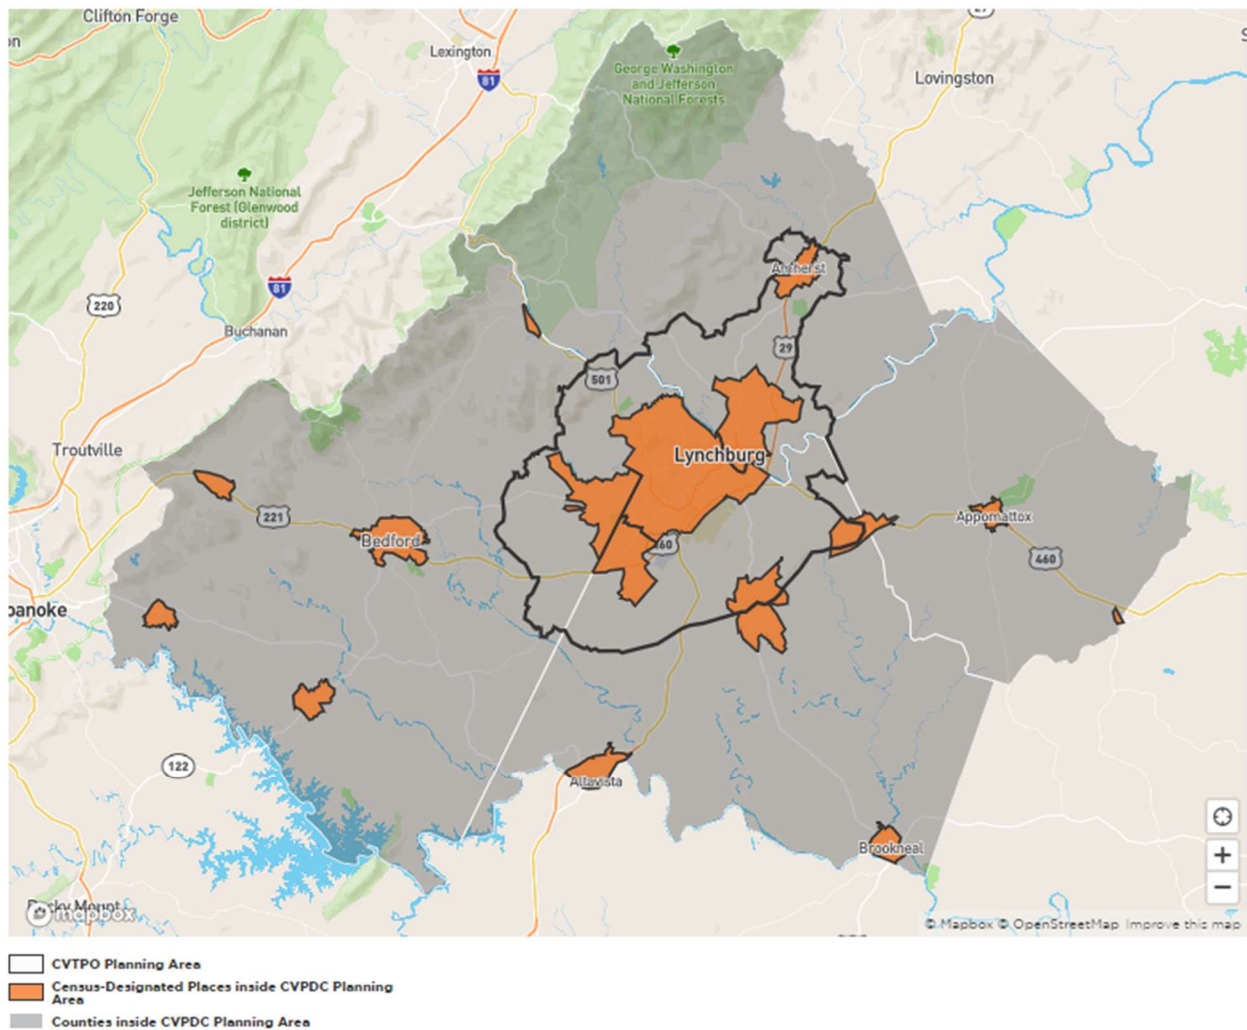 Clifton Forge
Lexington
81
George Washington
and Jefferson
National Forests
Lovingston
Jefferson National
Forest (Glenwood
district)
81
220
Buchanan
Amherst
29
501
Troutville
Lynchburg
221
Bedford
Appomattox
460
122
Altavista
Brookneal
mapbox
© Mapbox © OpenStreetMap Improve this map
CVTPO Planning Area
Census-Designated Places inside CVPDC Planning
Area
Counties inside CVPDC Planning Area